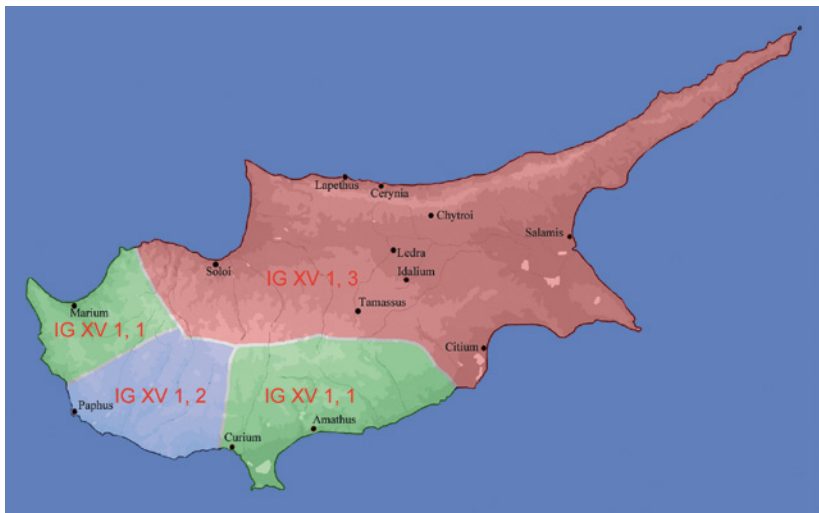 Lapethus
Cerynia
Chytroi
Salamis
Ledra
Soloi
Idalium
IG XV 1, 3
Tamassus
Marium
IG XV 1, 1
Citium
IG XV 1, 2
IG XV 1, 1
Paphus
Amathus
Curium